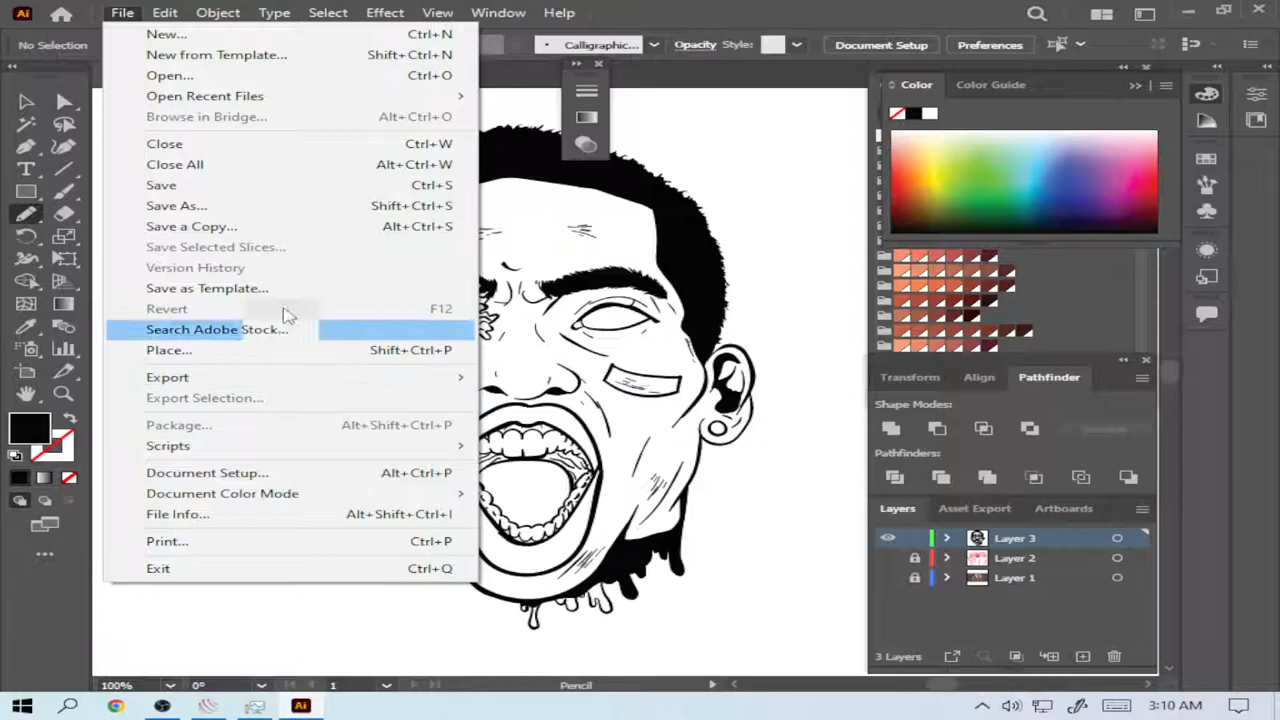 Ai File Edit Object Type Select Effect View Window Help
No Selection Calligraphic... Opacity Style: Document Setup Preferences
New... Ctrl+N
New from Template... Shift+Ctrl+N
Open... Ctrl+O
Open Recent Files
Browse in Bridge... Alt+Ctrl+O
Close Ctrl+W
Close All Alt+Ctrl+W
Save Ctrl+S
Save As... Shift+Ctrl+S
Save a Copy... Alt+Ctrl+S
Save Selected Slices...
Version History
Save as Template...
Revert F12
Search Adobe Stock...
Place... Shift+Ctrl+P
Export
Export Selection...
Package... Alt+Shift+Ctrl+P
Scripts
Document Setup... Alt+Ctrl+P
Document Color Mode
File Info... Alt+Shift+Ctrl+I
Print... Ctrl+P
Exit Ctrl+Q
Color Color Guide
Transform Align Pathfinder
Shape Modes:
Pathfinders:
Layers Asset Export Artboards
Layer 3
Layer 2
Layer 1
3 Layers
100% 0° 1 Pencil
Ai 3:10 AM